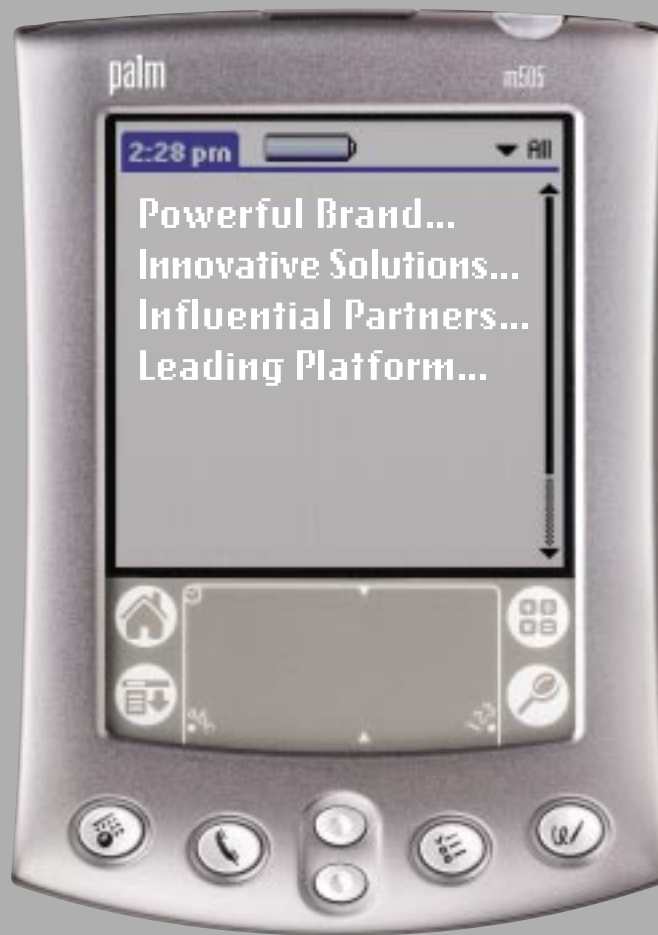 palm
m505
2:28 pm
All
Powerful Brand...
Innovative Solutions...
Influential Partners...
Leading Platform...